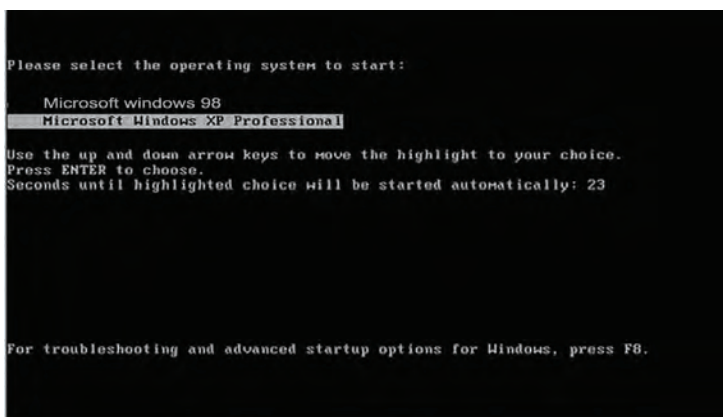 Please select the operating system to start:
Microsoft windows 98
Microsoft Windows XP Professional
Use the up and down arrow keys to move the highlight to your choice.
Press ENTER to choose.
Seconds until highlighted choice will be started automatically: 23
For troubleshooting and advanced startup options for Windows, press F8.